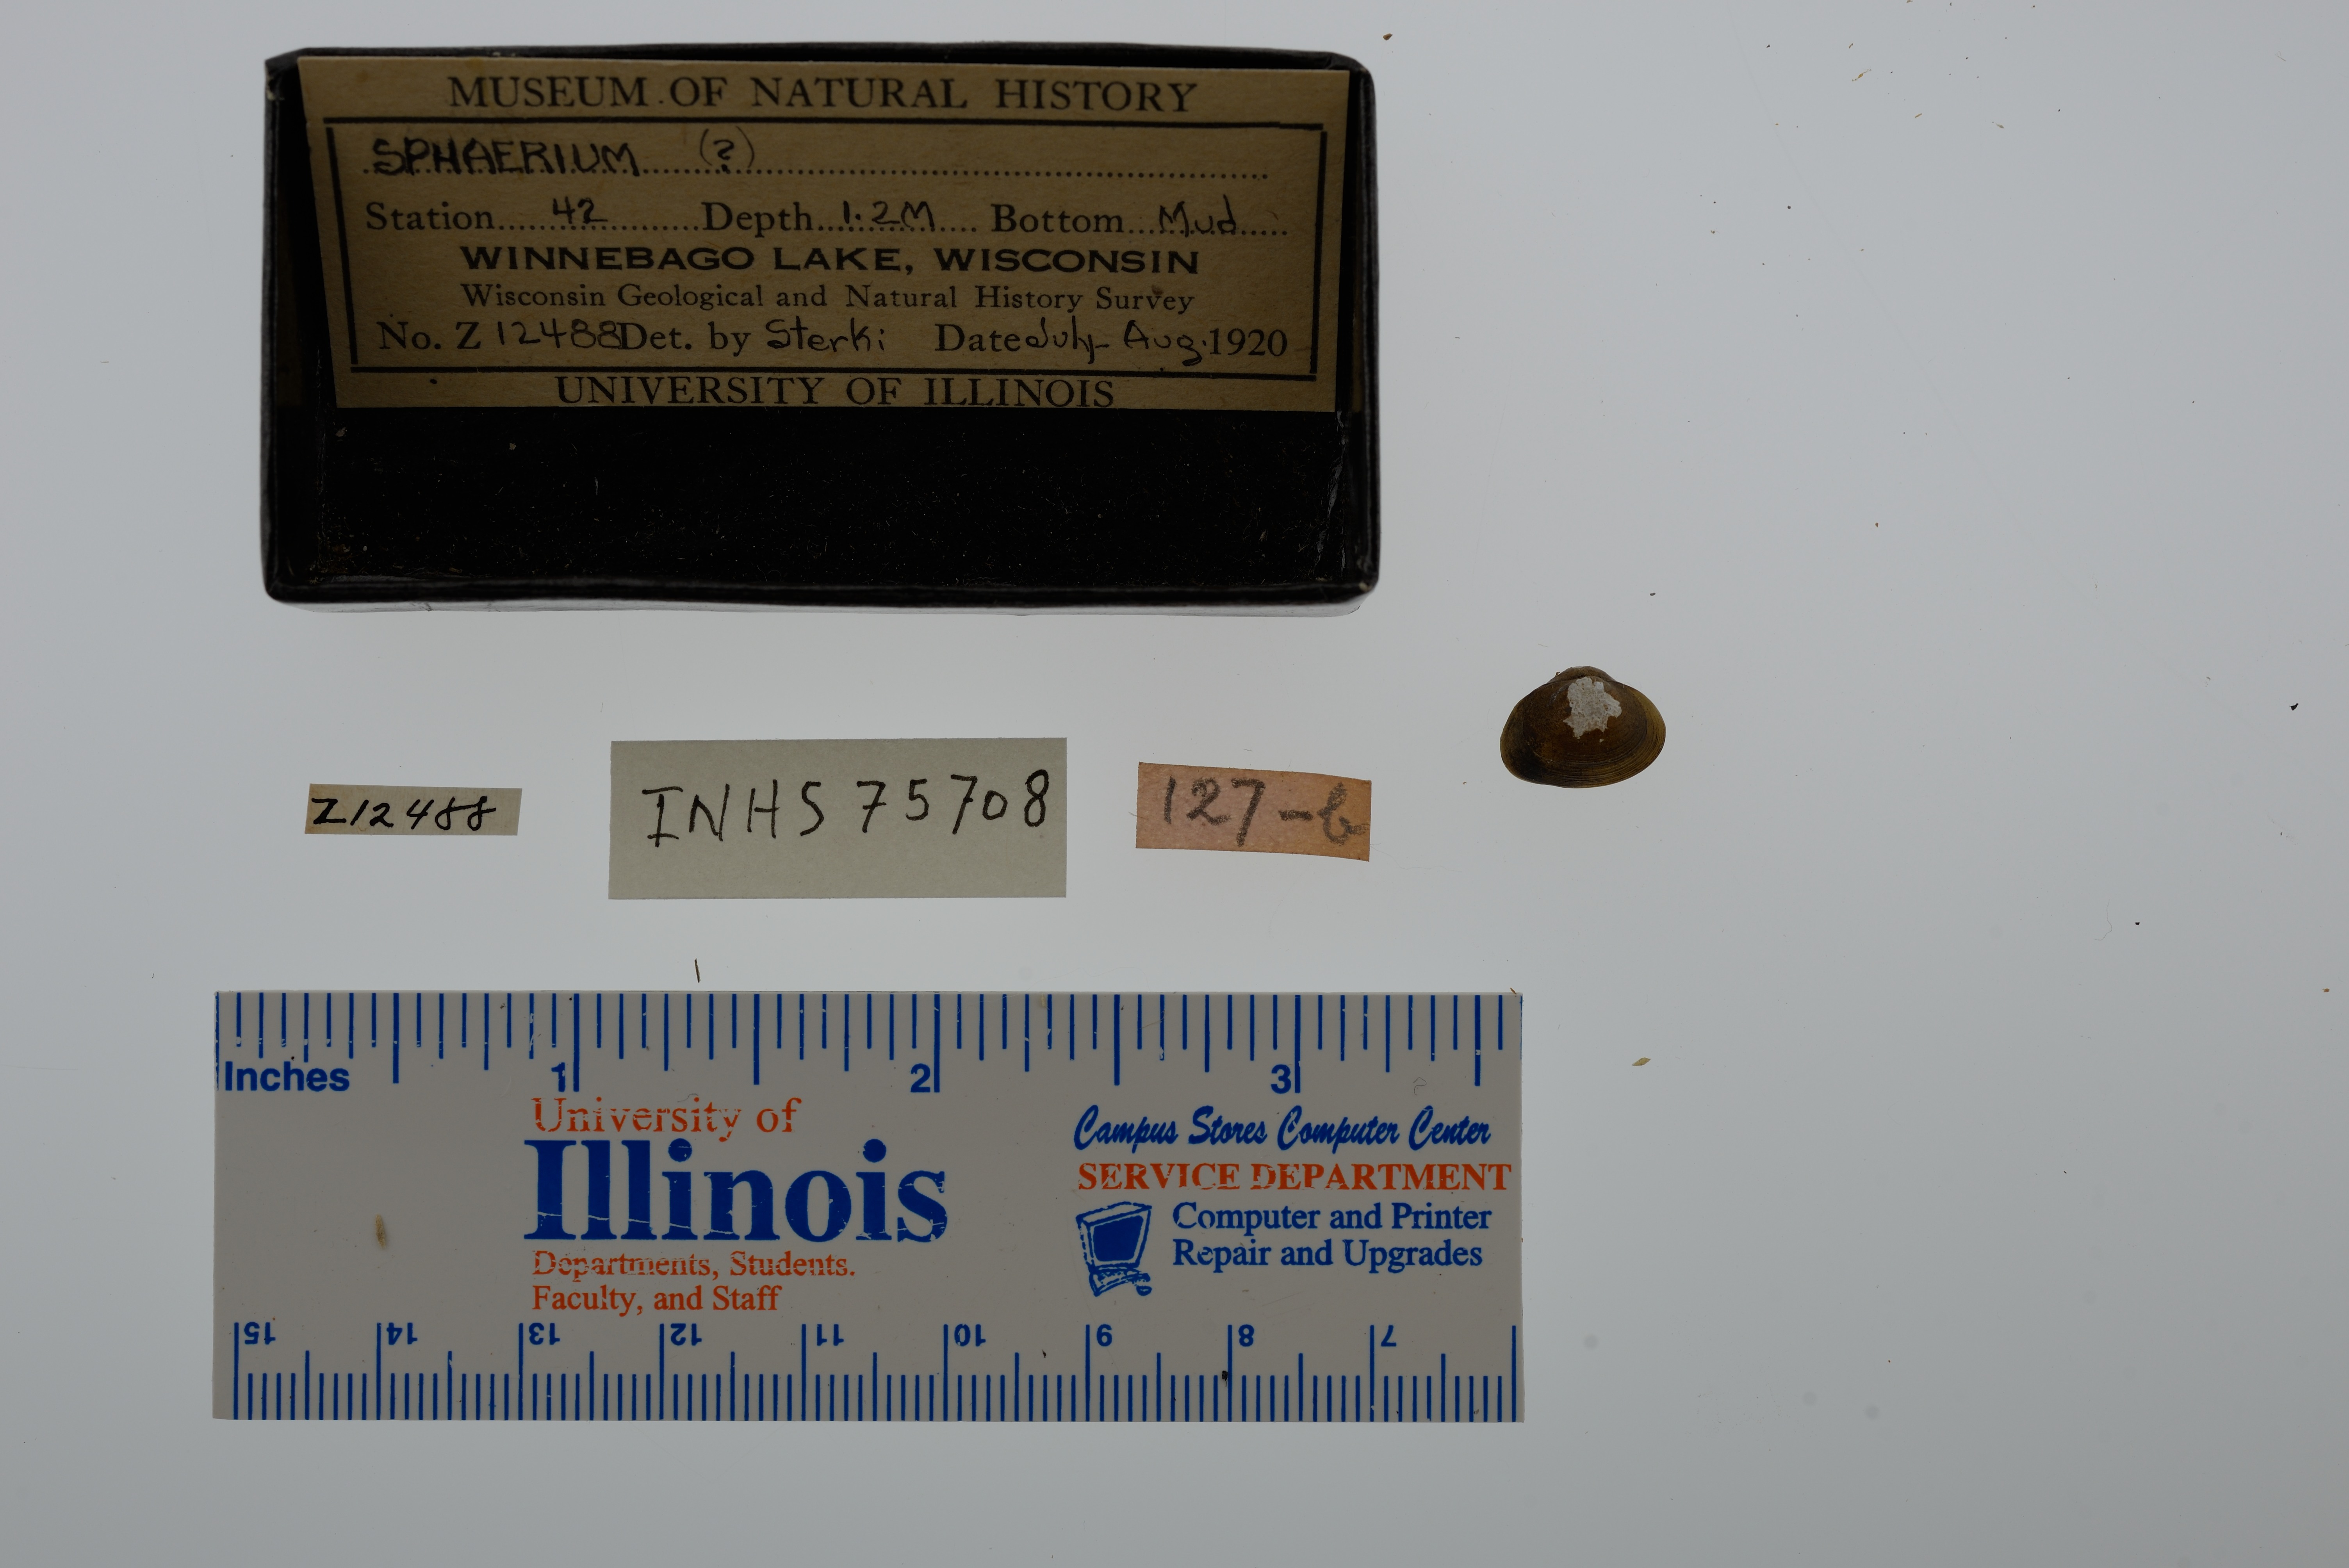 MUSEUM OF NATURAL HISTORY
SPHAERIUM (?)
Station 42 Depth 1.2M Bottom Mud
WINNEBAGO LAKE, WISCONSIN
Wisconsin Geological and Natural History Survey
No. Z 12488 Det. by Sterki Date July-Aug. 1920
UNIVERSITY OF ILLINOIS
Z12488
INHS 75708
127-b
Inches 1 2 3
University of
Illinois
Departments, Students.
Faculty, and Staff
Campus Stores Computer Center
SERVICE DEPARTMENT
Computer and Printer
Repair and Upgrades
15 14 13 12 11 10 9 8 7